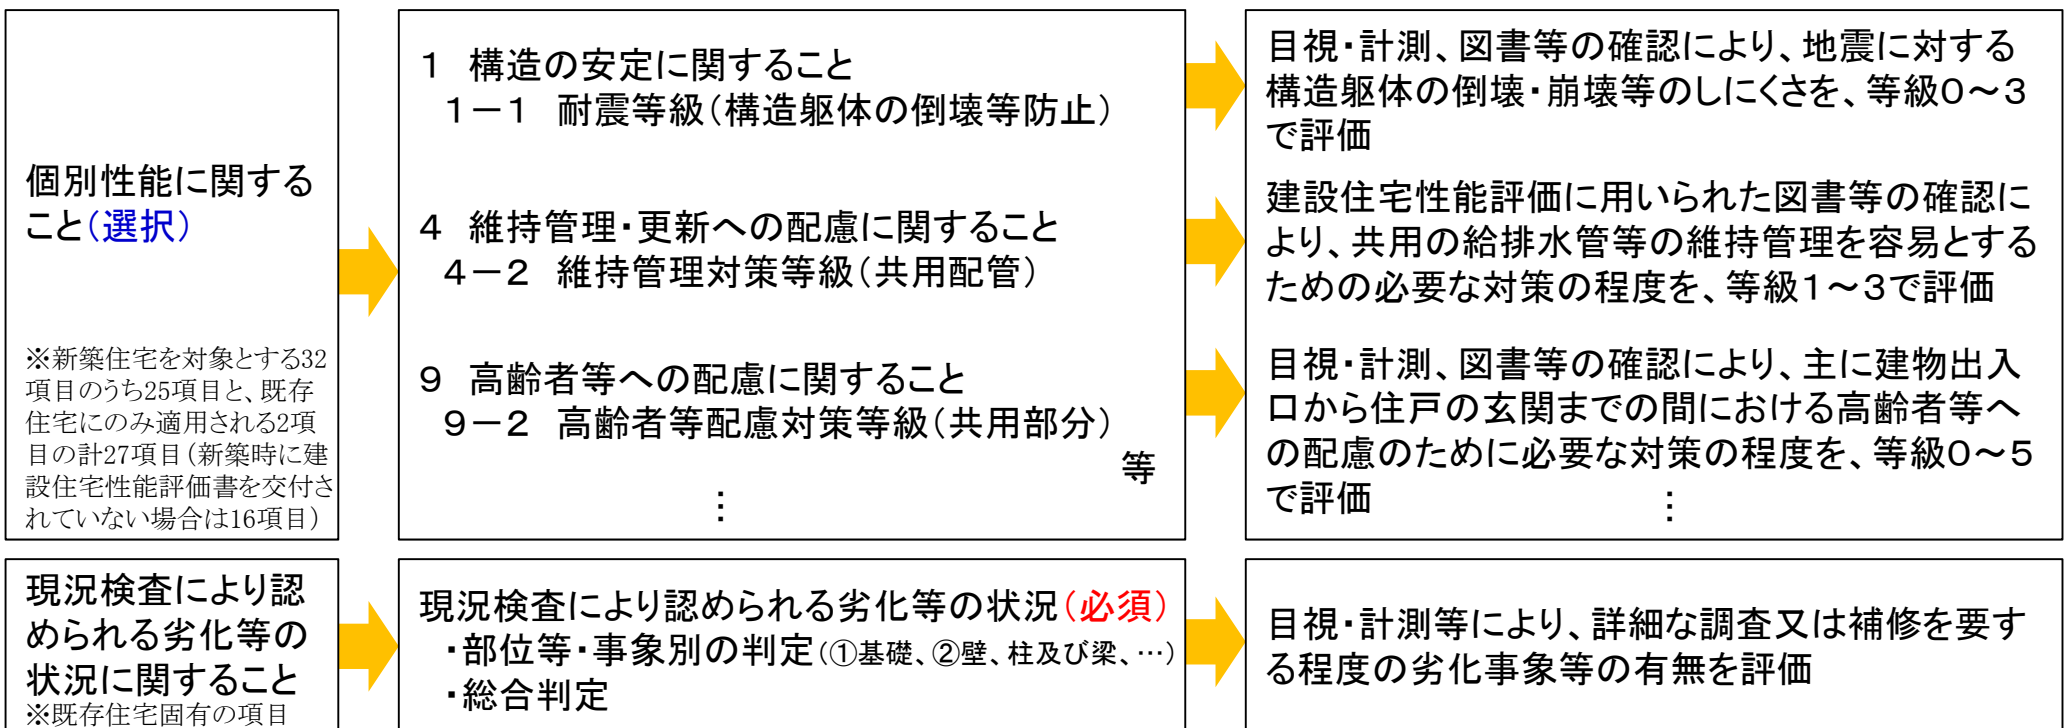 個別性能に関する
こと(選択)
※新築住宅を対象とする32
項目のうち25項目と、既存
住宅にのみ適用される2項
目の計27項目(新築時に建
設住宅性能評価書を交付さ
れていない場合は16項目)
1 構造の安定に関すること
1-1 耐震等級(構造躯体の倒壊等防止)
4 維持管理・更新への配慮に関すること
4-2 維持管理対策等級(共用配管)
9 高齢者等への配慮に関すること
9-2 高齢者等配慮対策等級(共用部分)
等
⋮
目視・計測、図書等の確認により、地震に対する
構造躯体の倒壊・崩壊等のしにくさを、等級0~3
で評価
建設住宅性能評価に用いられた図書等の確認に
より、共用の給排水管等の維持管理を容易とする
ための必要な対策の程度を、等級1~3で評価
目視・計測、図書等の確認により、主に建物出入
口から住戸の玄関までの間における高齢者等へ
の配慮のために必要な対策の程度を、等級0~5
で評価 ⋮
現況検査により認
められる劣化等の
状況に関すること
※既存住宅固有の項目
現況検査により認められる劣化等の状況(必須)
・部位等・事象別の判定(①基礎、②壁、柱及び梁、…)
・総合判定
目視・計測等により、詳細な調査又は補修を要す
る程度の劣化事象等の有無を評価